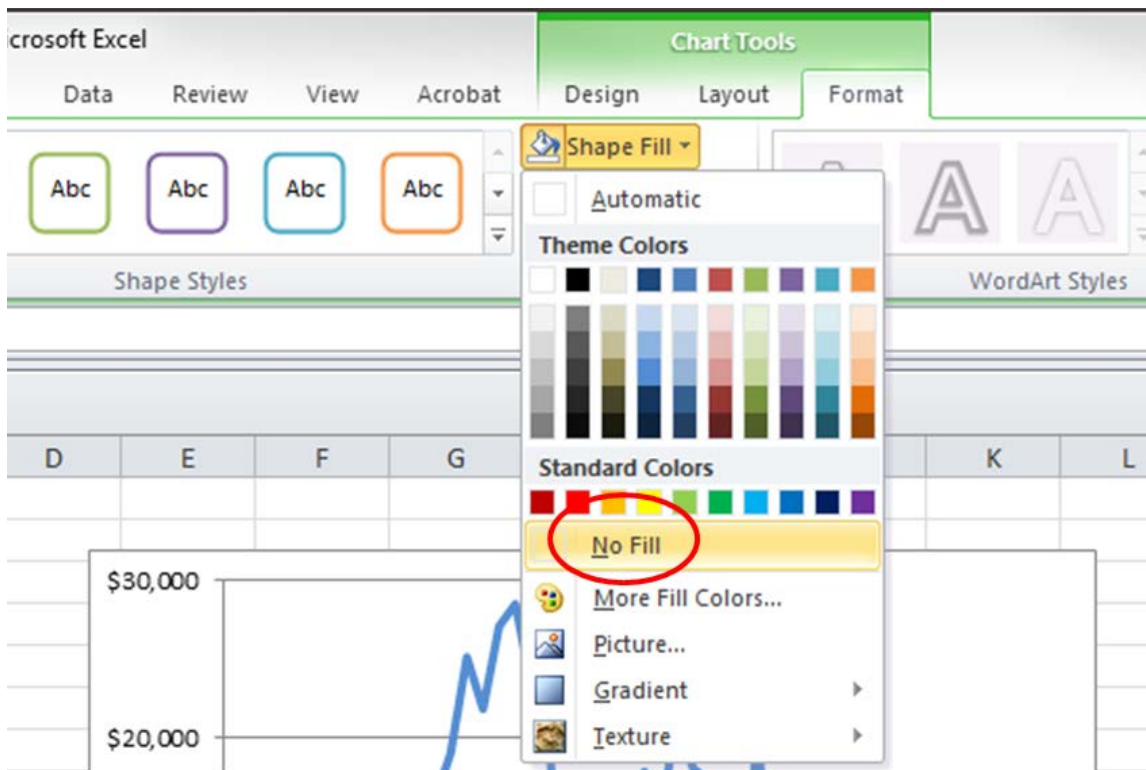 icrosoft Excel
Chart Tools
Data Review View Acrobat Design Layout Format
Shape Fill
Abc Abc Abc Abc
A A
Automatic
Theme Colors
Shape Styles
WordArt Styles
D E F G K L
Standard Colors
No Fill
More Fill Colors...
Picture...
Gradient
Texture
$30,000
$20,000